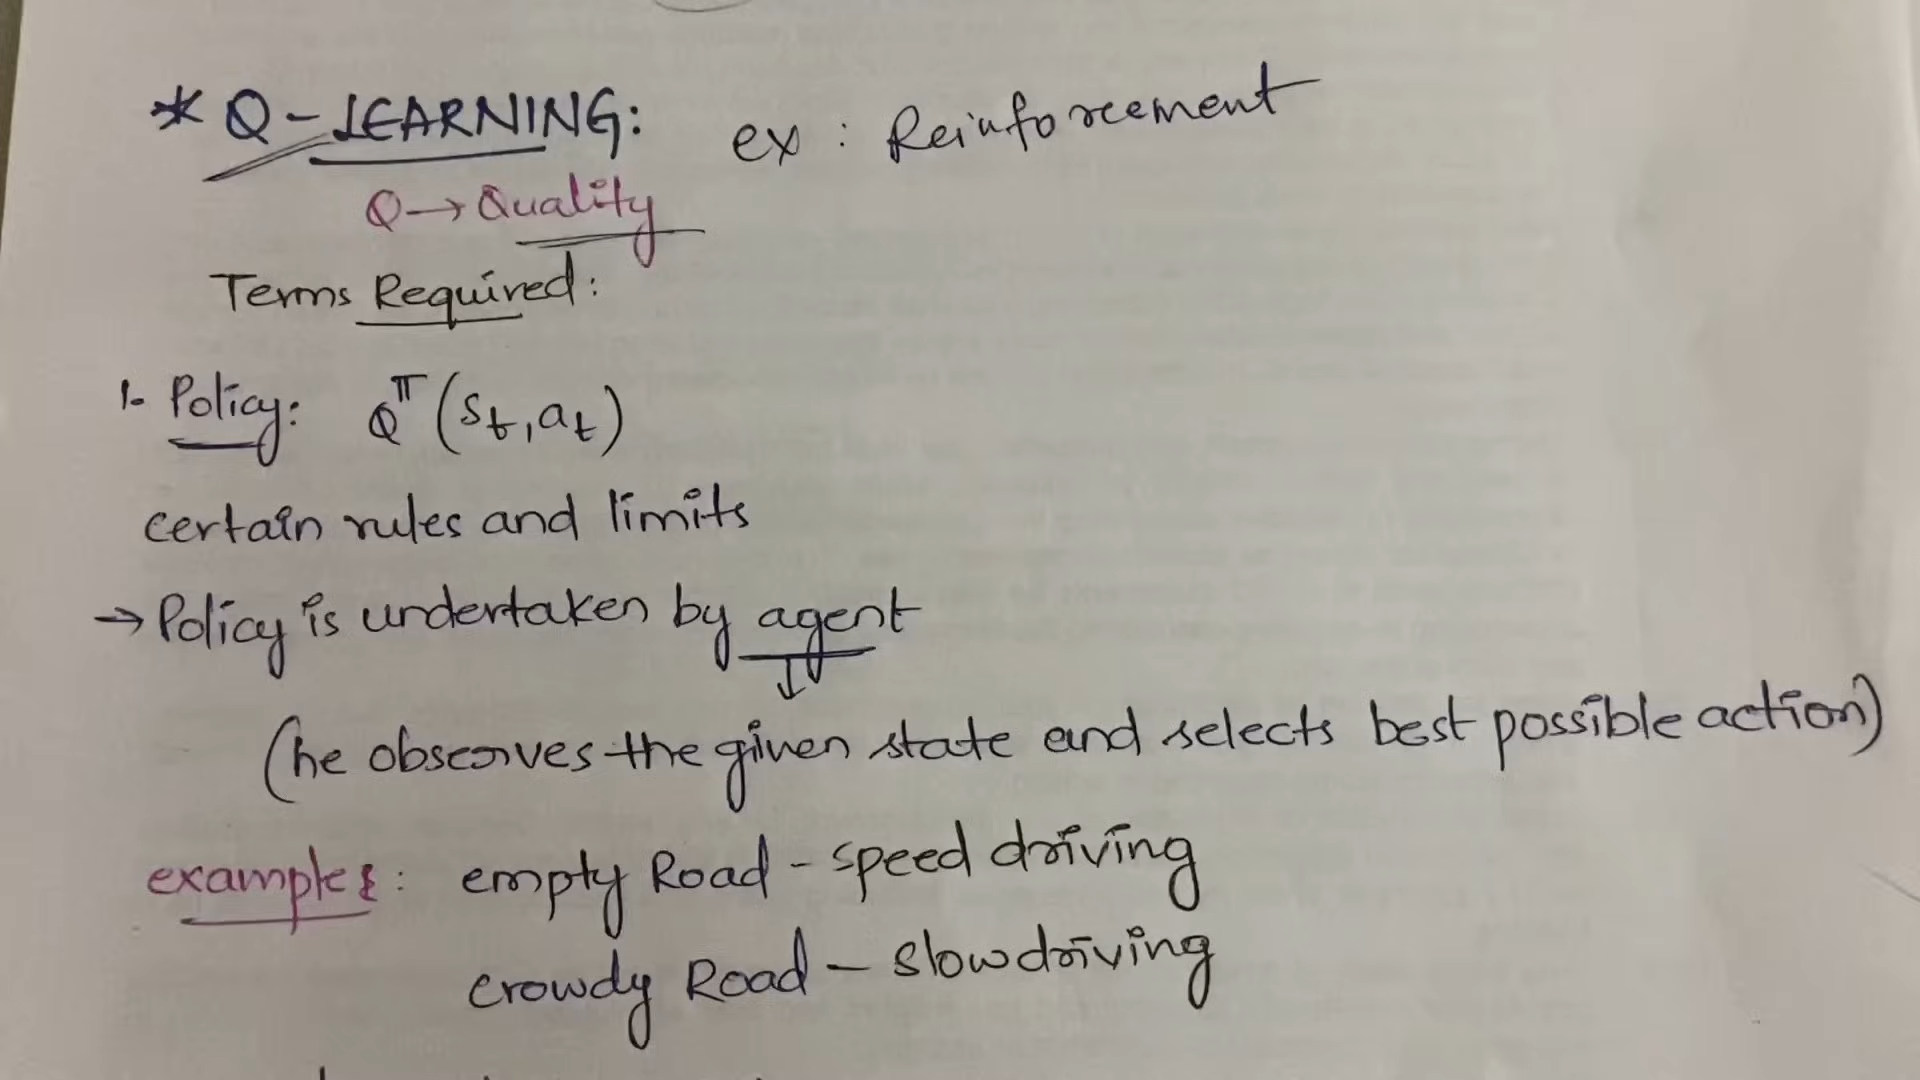 * Q-LEARNING: ex: Reinforcement
Q→Quality
Terms Required:
1. Policy: Q^π (s_t, a_t)
certain rules and limits
→ Policy is undertaken by agent
↓
(he observes the given state and selects best possible action)
examples: empty Road - speed driving
crowdy Road - slow driving